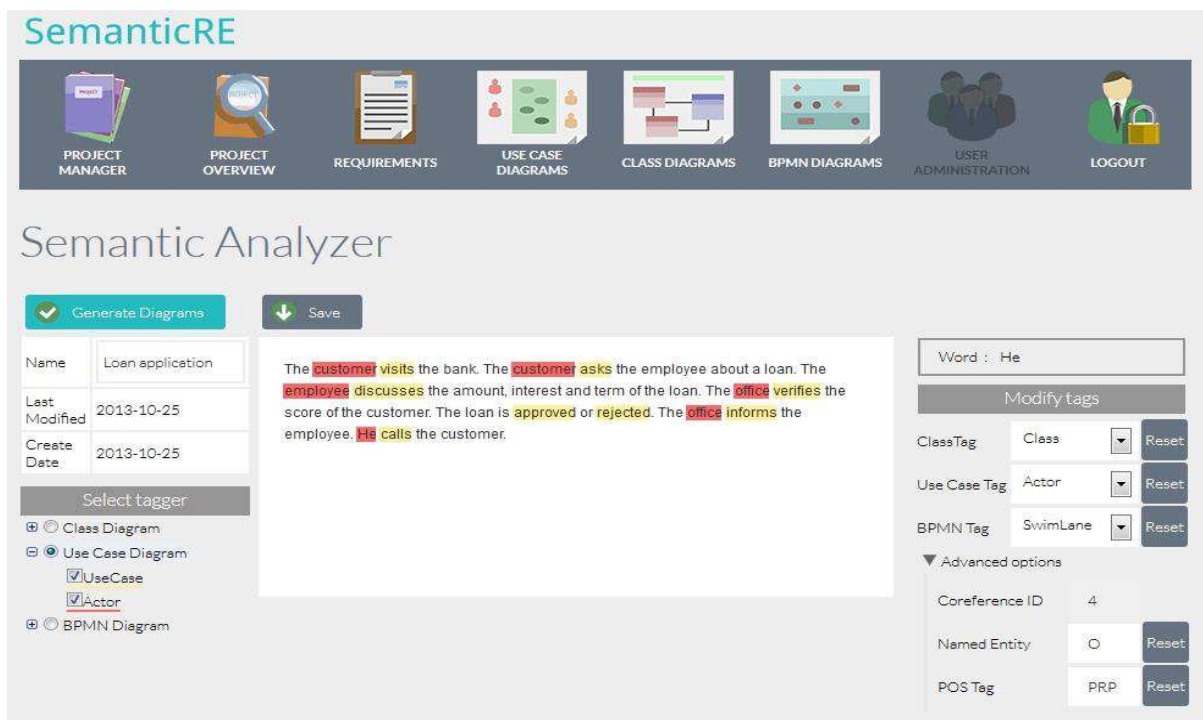 SemanticRE
PROJECT
MANAGER
PROJECT
OVERVIEW
REQUIREMENTS
USE CASE
DIAGRAMS
CLASS DIAGRAMS
BPMN DIAGRAMS
USER
ADMINISTRATION
LOGOUT
Semantic Analyzer
Generate Diagrams
Save
Name Loan application
Last
Modified 2013-10-25
Create
Date 2013-10-25
Select tagger
Class Diagram
Use Case Diagram
UseCase
Actor
BPMN Diagram
The customer visits the bank. The customer asks the employee about a loan. The
employee discusses the amount, interest and term of the loan. The office verifies the
score of the customer. The loan is approved or rejected. The office informs the
employee. He calls the customer.
Word : He
Modify tags
ClassTag Class Reset
Use Case Tag Actor Reset
BPMN Tag SwimLane Reset
Advanced options
Coreference ID 4
Named Entity O Reset
POS Tag PRP Reset